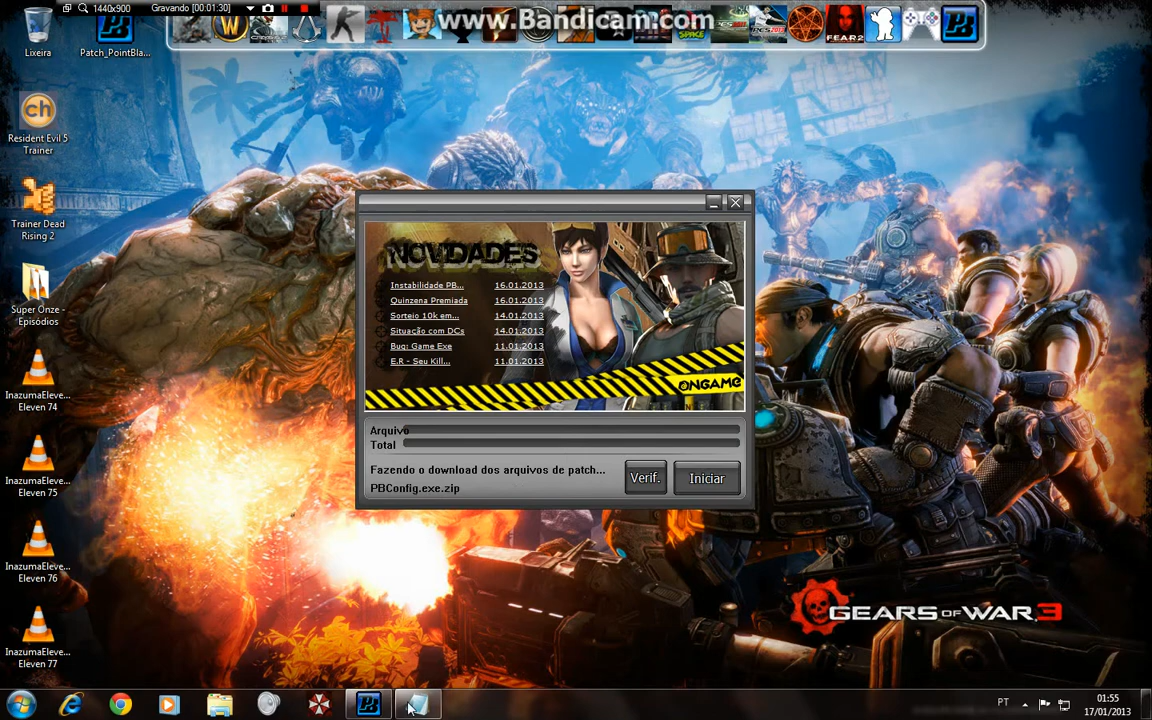 1440x900
Gravando [00:01:30]
www.Bandicam.com
Lixeira
Patch_PointBla...
FEAR2
SPACE
Resident Evil 5
Trainer
Trainer Dead
Rising 2
Super Onze -
Episódios
InazumaEleve...
Eleven 74
InazumaEleve...
Eleven 75
InazumaEleve...
Eleven 76
InazumaEleve...
Eleven 77
NOVIDADES
Instabilidade PB... 16.01.2013
Quinzena Premiada 16.01.2013
Sorteio 10k em... 14.01.2013
Situação com DCs 14.01.2013
Bug: Game Exe 11.01.2013
E.R - Seu Kill... 11.01.2013
ONGAME
Arquivo
Total
Fazendo o download dos arquivos de patch...
PBConfig.exe.zip
Verif.
Iniciar
GEARS OF WAR 3
PT
01:55
17/01/2013